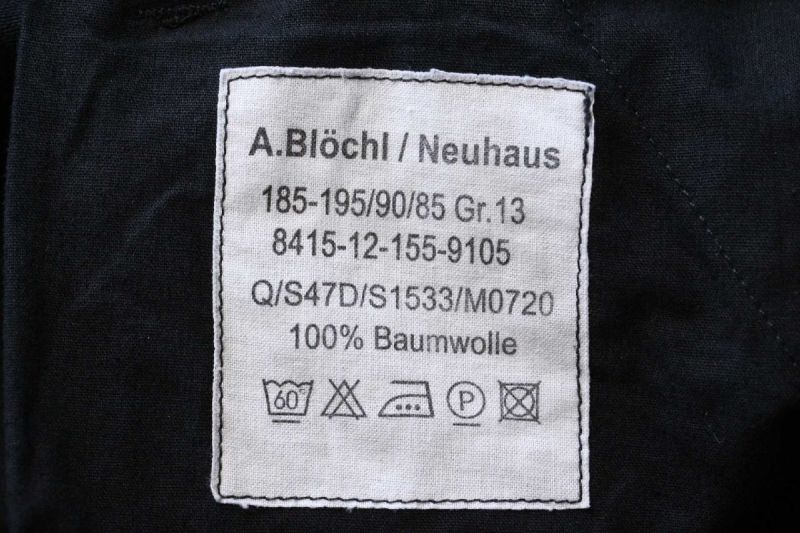 A.Blöchl / Neuhaus
185-195/90/85 Gr.13
8415-12-155-9105
Q/S47D/S1533/M0720
100% Baumwolle
60° P